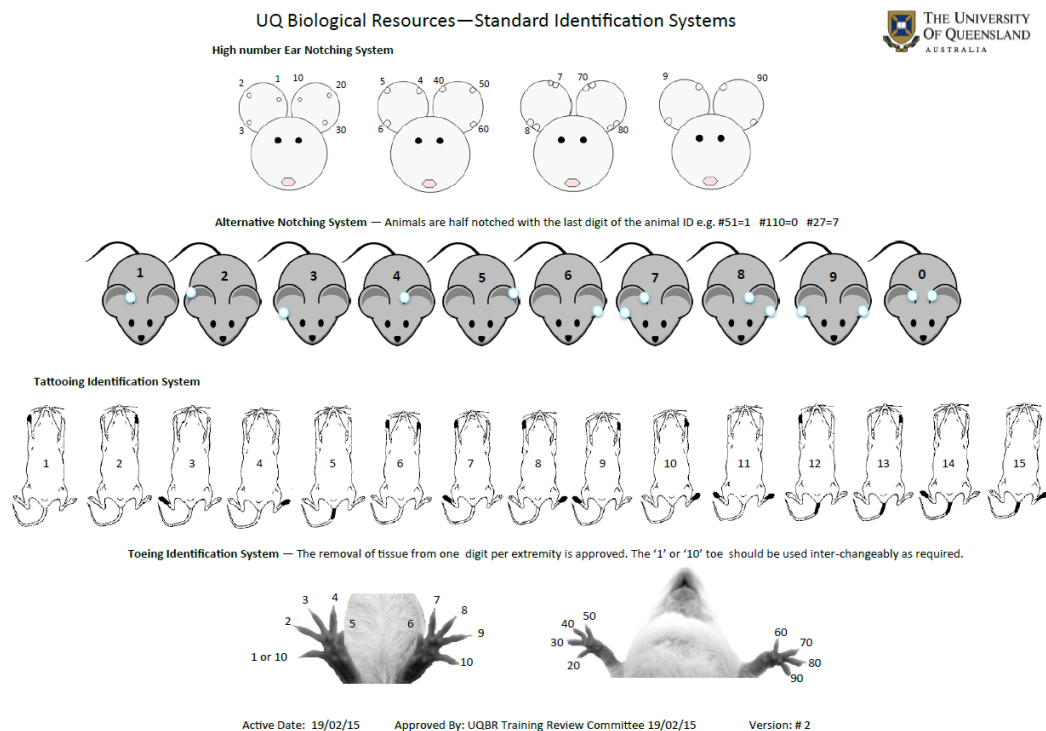 UQ Biological Resources—Standard Identification Systems
THE UNIVERSITY
OF QUEENSLAND
AUSTRALIA
High number Ear Notching System
2 1 10 20 3 30
5 4 40 50 6 60
7 70 8 80
9 90
Alternative Notching System — Animals are half notched with the last digit of the animal ID e.g. #51=1 #110=0 #27=7
1 2 3 4 5 6 7 8 9 0
Tattooing Identification System
1 2 3 4 5 6 7 8 9 10 11 12 13 14 15
Toeing Identification System — The removal of tissue from one digit per extremity is approved. The ‘1’ or ‘10’ toe should be used inter-changeably as required.
1 or 10 2 3 4 5 6 7 8 9 10
20 30 40 50 60 70 80 90
Active Date: 19/02/15 Approved By: UQBR Training Review Committee 19/02/15 Version: # 2